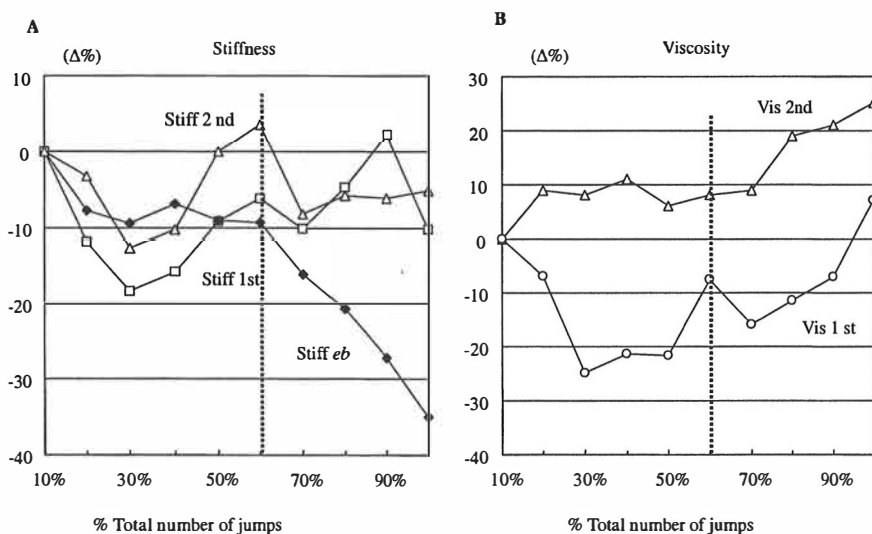 A
(Δ%)
Stiffness
10
0
-10
-20
-30
-40
Stiff 2 nd
Stiff 1st
Stiff eb
10%
30%
50%
70%
90%
% Total number of jumps
B
(Δ%)
Viscosity
30
20
10
0
-10
-20
-30
-40
Vis 2nd
Vis 1 st
10%
30%
50%
70%
90%
% Total number of jumps